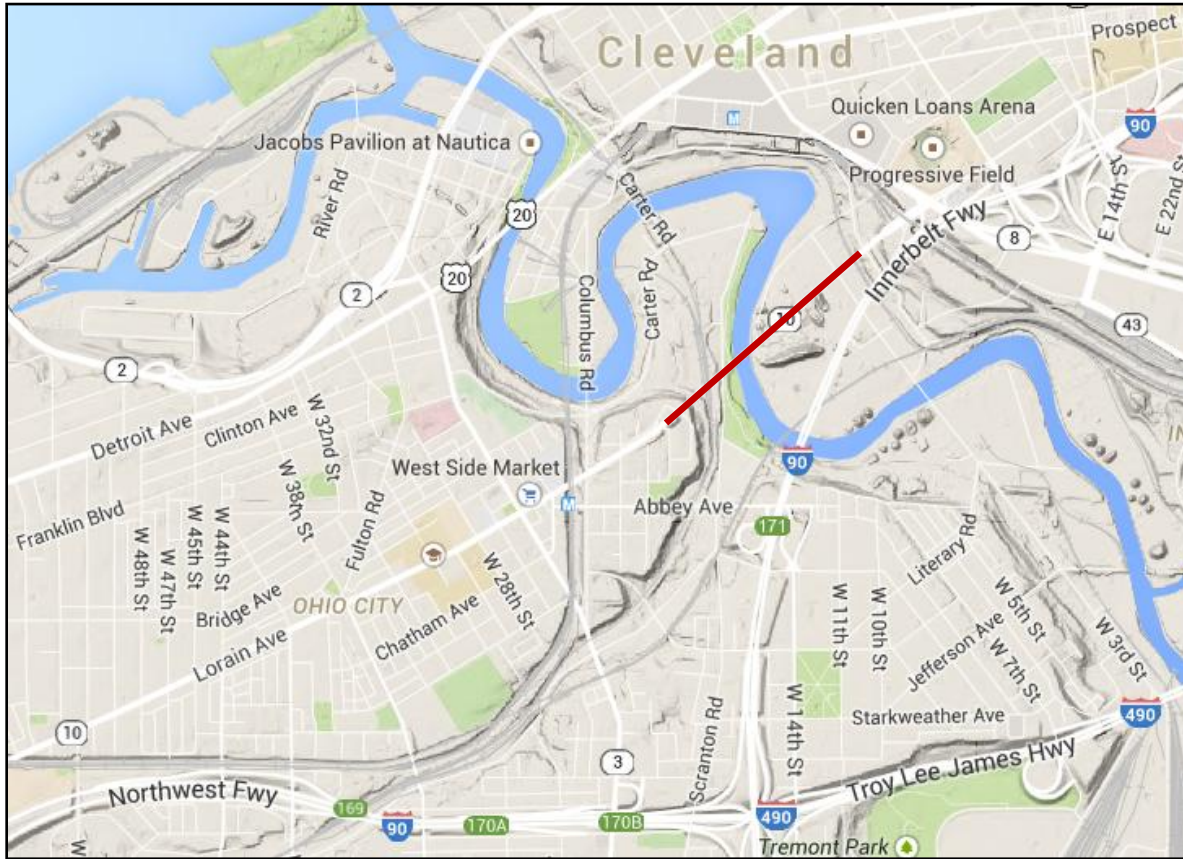 Prospect
Cleveland
Quicken Loans Arena
90
M
Jacobs Pavilion at Nautica
Progressive Field
E 14th St
E 22nd St
River Rd
Carter Rd
20
Innerbelt Fwy
8
20
2
Columbus Rd
Carter Rd
10
43
2
Detroit Ave
Clinton Ave
W 32nd St
West Side Market
90
Franklin Blvd
W 38th St
Fulton Rd
M
Abbey Ave
171
W 48th St
W 47th St
W 45th St
W 44th St
Literary Rd
Bridge Ave
OHIO CITY
W 28th St
Chatham Ave
Lorain Ave
W 11th St
W 10th St
W 5th St
Jefferson Ave
W 7th St
W 3rd St
10
Scranton Rd
W 14th St
Starkweather Ave
490
3
Troy Lee James Hwy
Northwest Fwy
169
90
170A
170B
490
W
Tremont Park